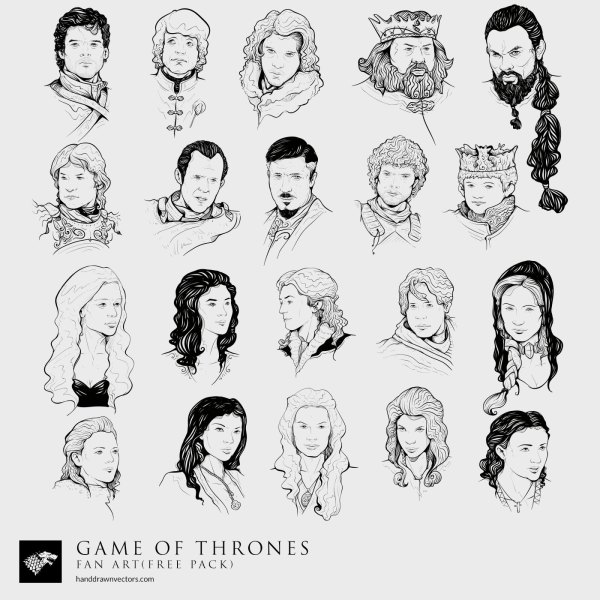 GAME OF THRONES
FAN ART(FREE PACK)
handdrawnvectors.com